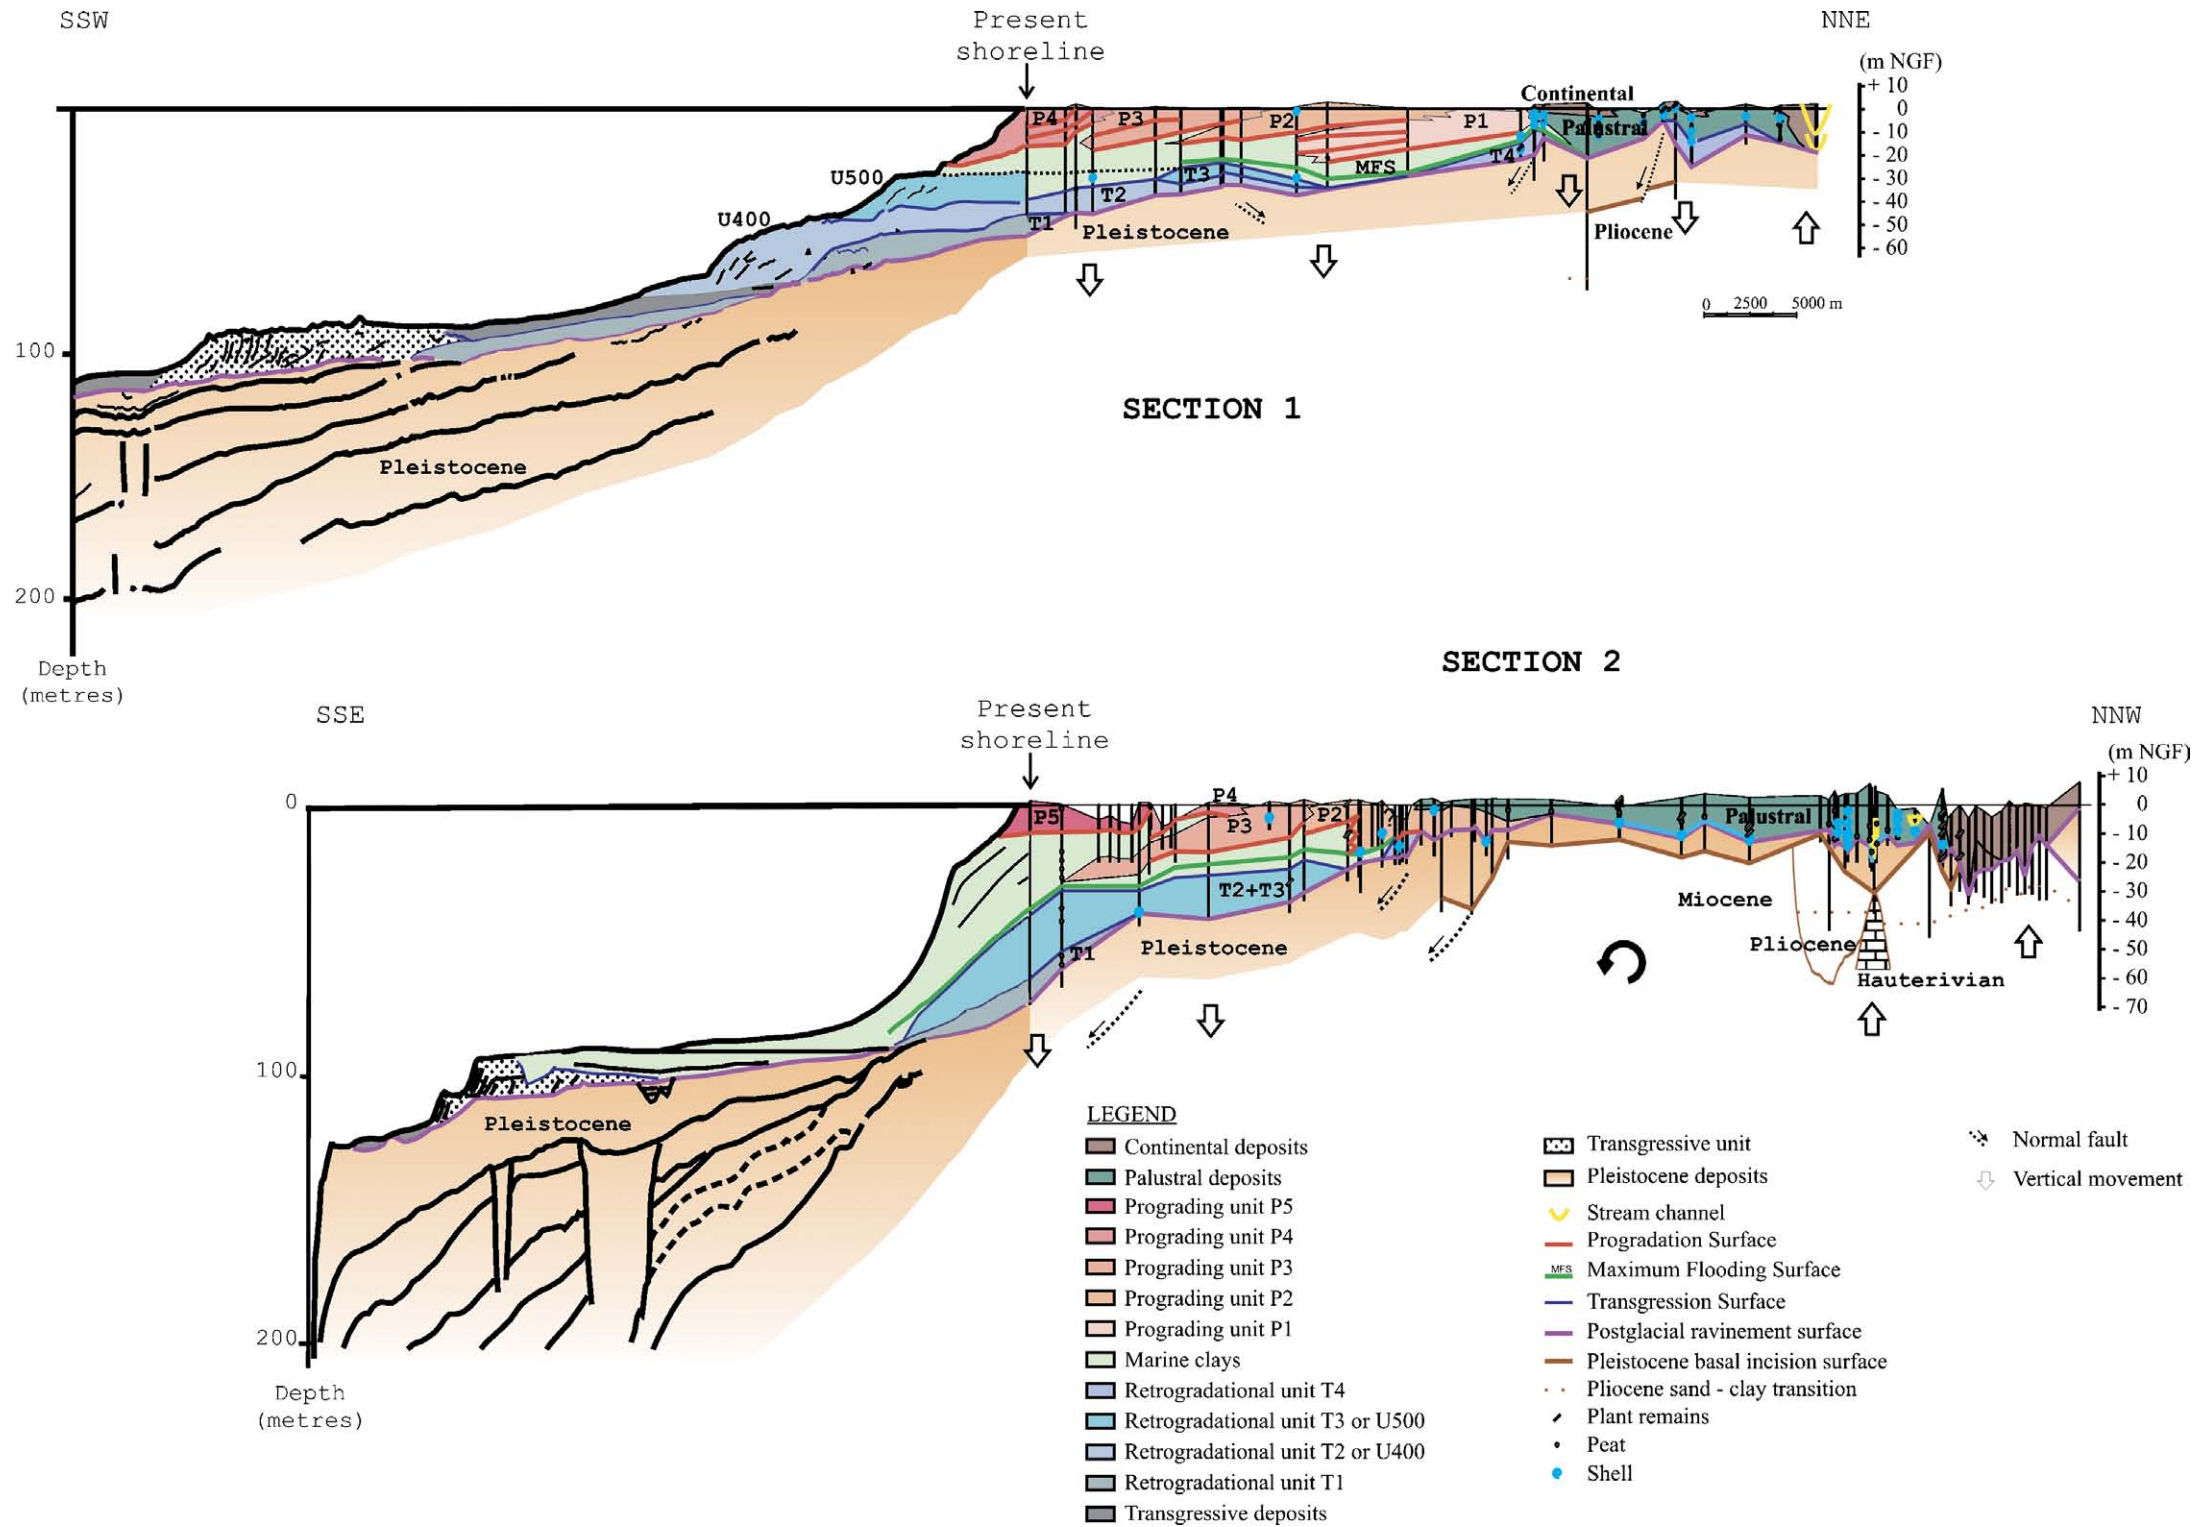 SSW
Present
shoreline
NNE
(m NGF)
+ 10
0
- 10
- 20
- 30
- 40
- 50
- 60
Continental
P4
P3
P2
P1
Palustral
T4
MFS
T3
U500
T2
U400
T1
Pleistocene
Pliocene
0 2500 5000 m
100
SECTION 1
Pleistocene
200
Depth
(metres)
SECTION 2
SSE
Present
shoreline
NNW
(m NGF)
+ 10
0
- 10
- 20
- 30
- 40
- 50
- 60
- 70
0
P4
P5
P3
P2
?
Palustral
T2+T3
Miocene
T1
Pleistocene
Pliocene
Hauterivian
100
Pleistocene
200
Depth
(metres)
LEGEND
Continental deposits
Palustral deposits
Prograding unit P5
Prograding unit P4
Prograding unit P3
Prograding unit P2
Prograding unit P1
Marine clays
Retrogradational unit T4
Retrogradational unit T3 or U500
Retrogradational unit T2 or U400
Retrogradational unit T1
Transgressive deposits
Transgressive unit
Pleistocene deposits
Stream channel
Progradation Surface
MFS Maximum Flooding Surface
Transgression Surface
Postglacial ravinement surface
Pleistocene basal incision surface
Pliocene sand - clay transition
Plant remains
Peat
Shell
Normal fault
Vertical movement